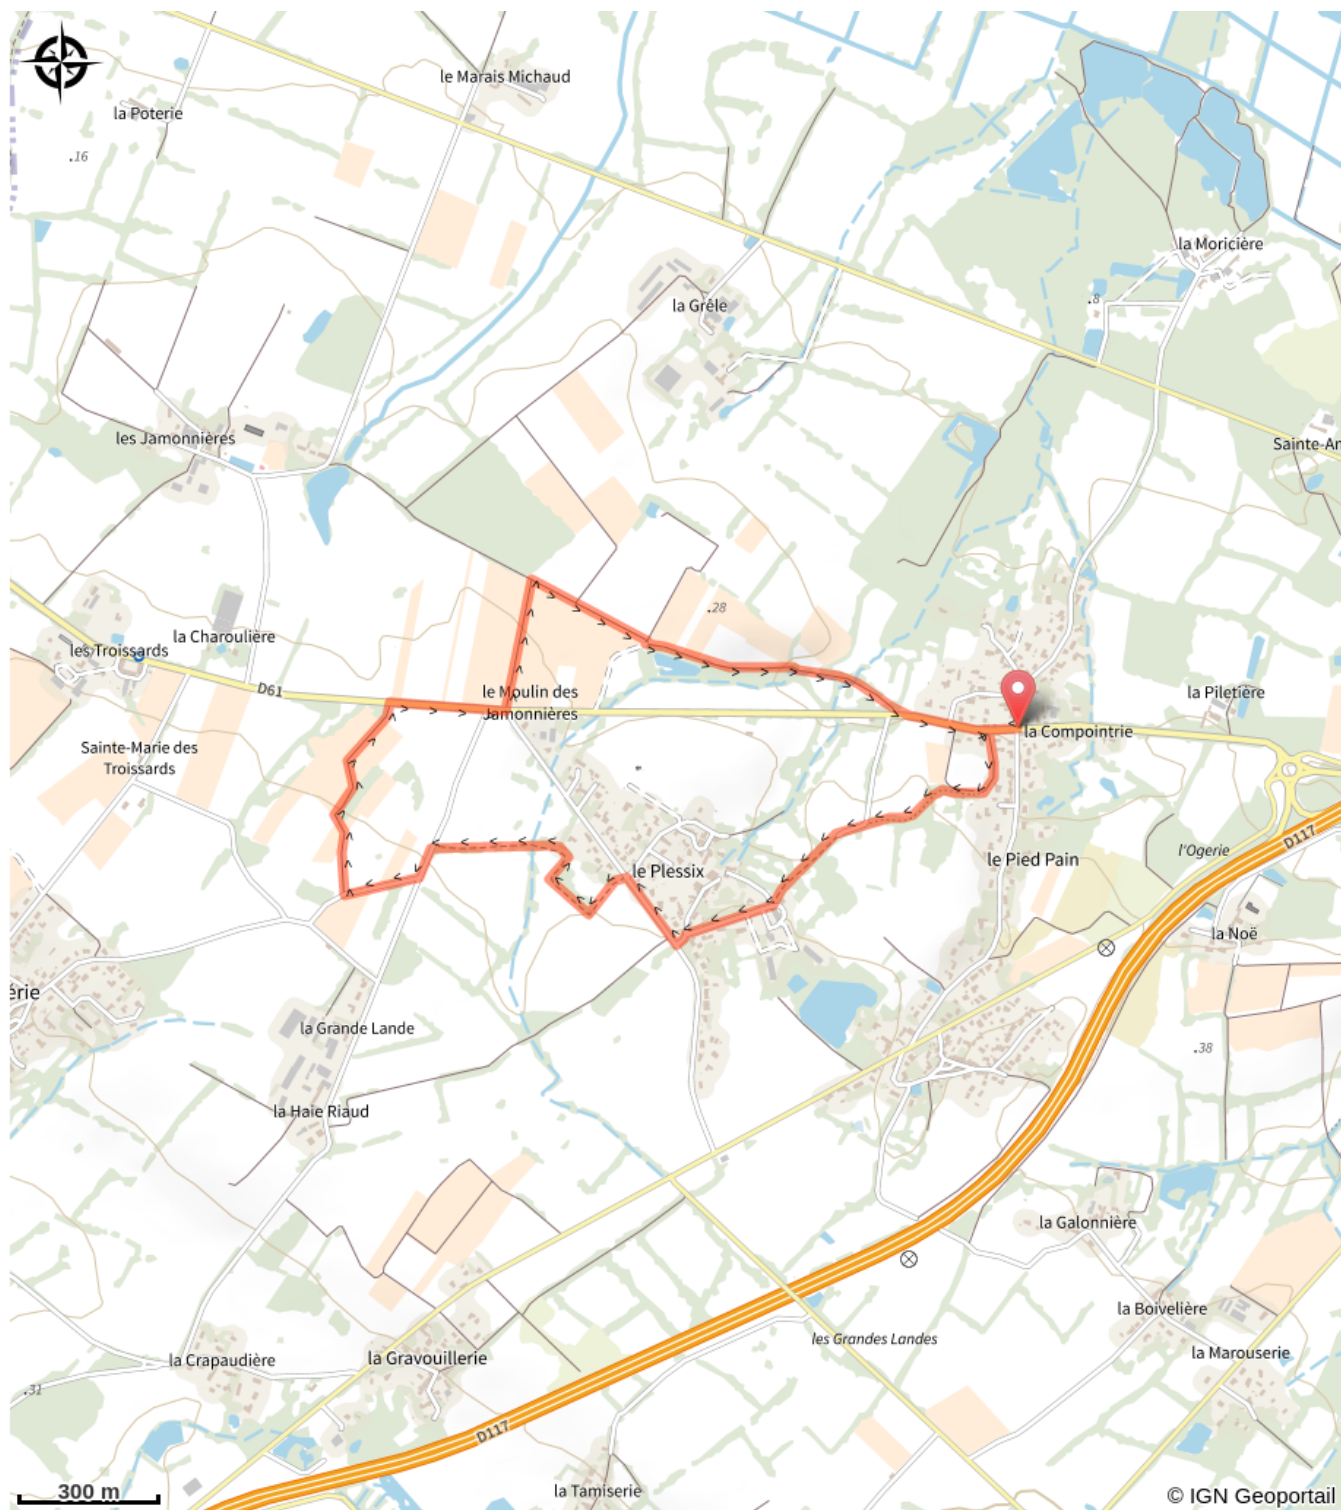 le Marais Michaud
la Poterie
.16
la Moricière
.8
la Grêle
les Jamonnières
Sainte-An
.28
la Charoulière
les Troissards
D61
le Moulin des
Jamonnières
la Piletière
la Compointrie
Sainte-Marie des
Troissards
D117
l'Ogerie
le Pied Pain
le Plessix
la Noë
érie
la Grande Lande
.38
la Haie Riaud
la Galonnière
la Boivelière
les Grandes Landes
la Marouserie
la Crapaudière
la Gravouillerie
.31
D117
300 m
la Tamiserie
© IGN Geoportail